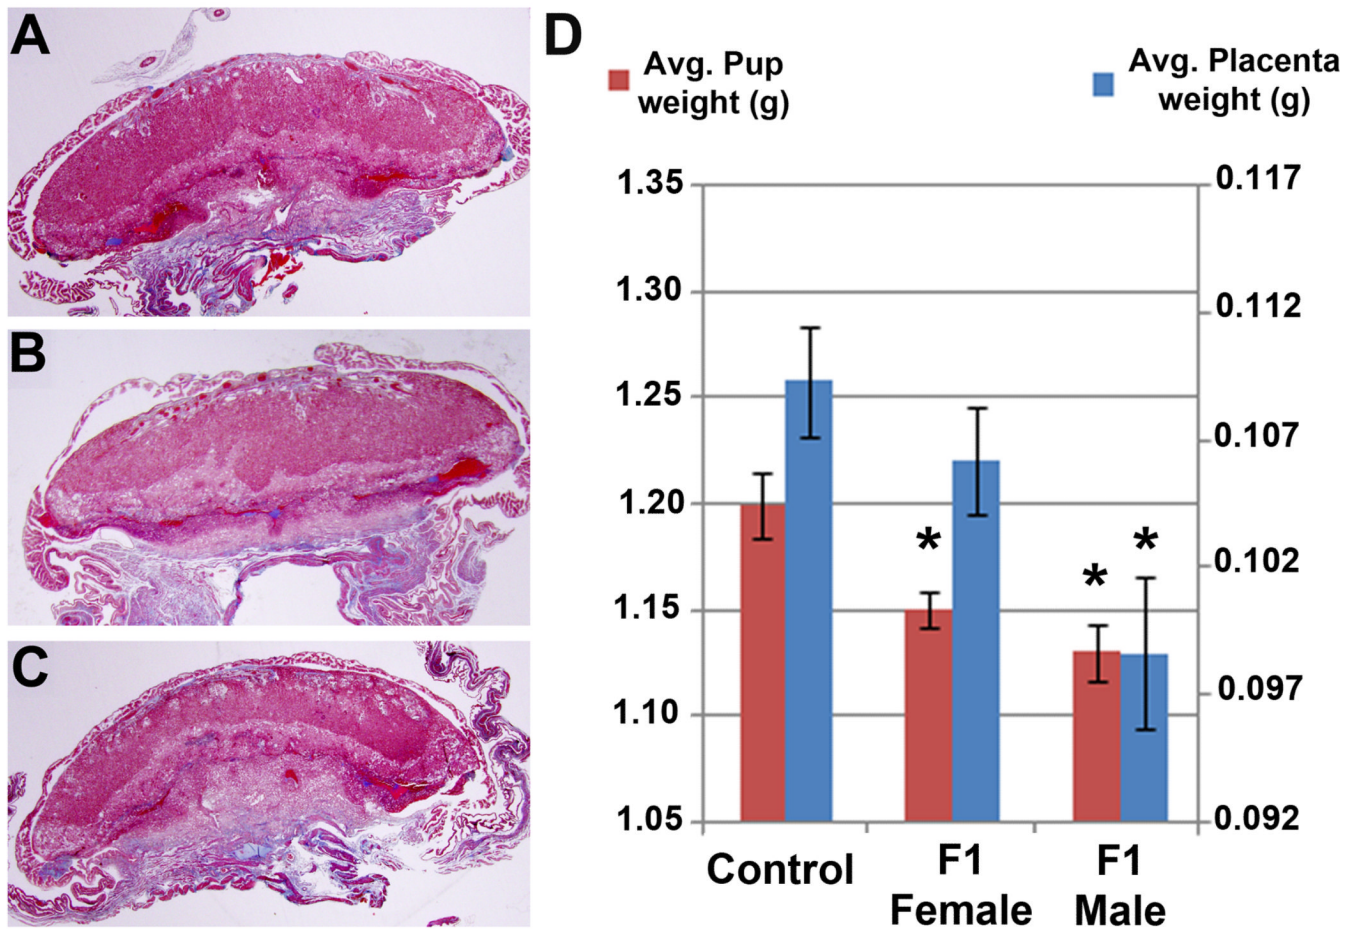 A
B
C
D
Avg. Pup
weight (g)
Avg. Placenta
weight (g)
1.35
1.30
1.25
1.20
1.15
1.10
1.05
0.117
0.112
0.107
0.102
0.097
0.092
*
*
*
Control
F1
Female
F1
Male